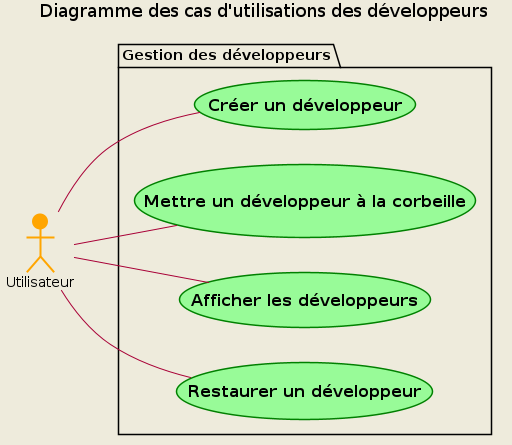 Diagramme des cas d'utilisations des développeurs
Gestion des développeurs
Créer un développeur
Mettre un développeur à la corbeille
Utilisateur
Afficher les développeurs
Restaurer un développeur